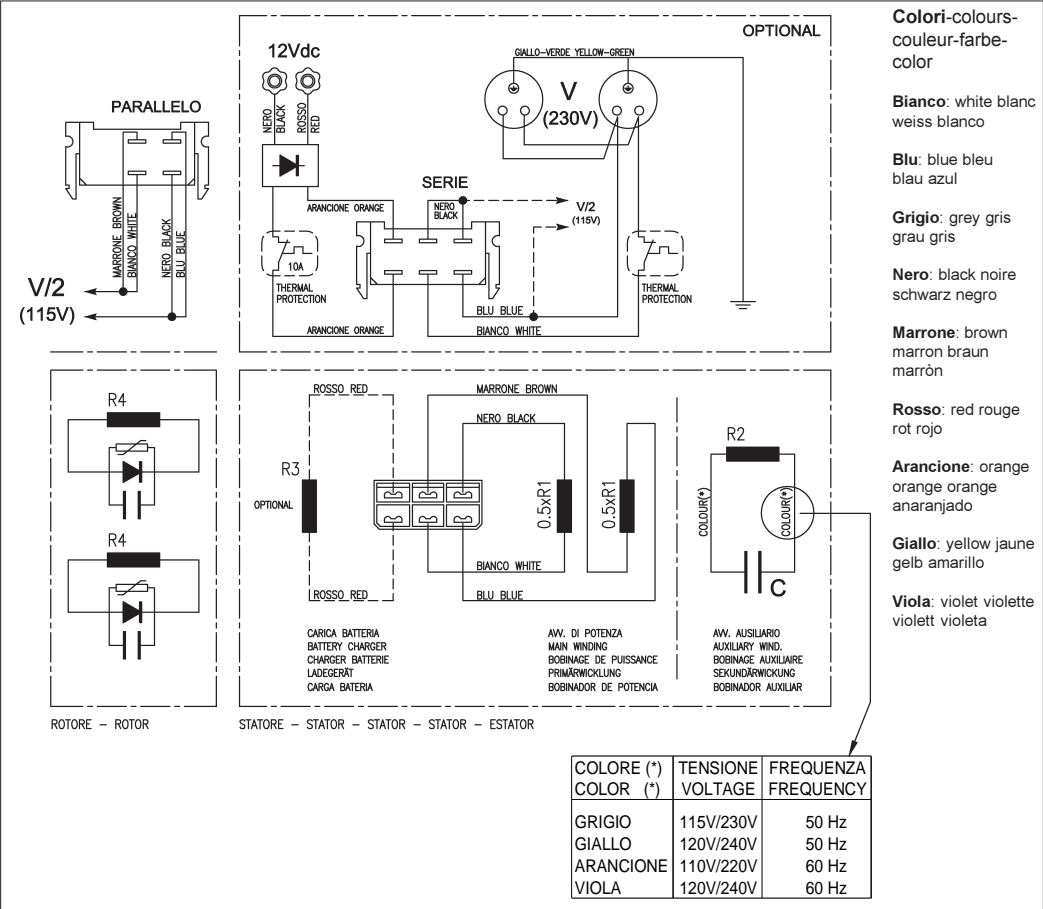 OPTIONAL
12Vdc
GIALLO-VERDE YELLOW-GREEN
NERO
BLACK
ROSSO
RED
V
(230V)
PARALLELO
SERIE
ARANCIONE ORANGE
NERO
BLACK
V/2
(115V)
MARRONE BROWN
BIANCO WHITE
NERO BLACK
BLU BLUE
10A
THERMAL
PROTECTION
THERMAL
PROTECTION
V/2
(115V)
BLU BLUE
ARANCIONE ORANGE
BIANCO WHITE
R4
R4
ROTORE – ROTOR
ROSSO RED
MARRONE BROWN
NERO BLACK
R3
OPTIONAL
0.5xR1
0.5xR1
R2
COLOUR(*)
COLOUR(*)
C
BIANCO WHITE
ROSSO RED
BLU BLUE
CARICA BATTERIA
BATTERY CHARGER
CHARGER BATTERIE
LADEGERÄT
CARGA BATERIA
AVV. DI POTENZA
MAIN WINDING
BOBINAGE DE PUISSANCE
PRIMÄRWICKLUNG
BOBINADOR DE POTENCIA
AVV. AUSILIARIO
AUXILIARY WIND.
BOBINAGE AUXILIAIRE
SEKUNDÄRWICKUNG
BOBINADOR AUXILIAR
STATORE – STATOR – STATOR – STATOR – ESTATOR
COLORE (*) TENSIONE FREQUENZA
COLOR (*) VOLTAGE FREQUENCY
GRIGIO 115V/230V 50 Hz
GIALLO 120V/240V 50 Hz
ARANCIONE 110V/220V 60 Hz
VIOLA 120V/240V 60 Hz
Colori-colours-
couleur-farbe-
color
Bianco: white blanc
weiss blanco
Blu: blue bleu
blau azul
Grigio: grey gris
grau gris
Nero: black noire
schwarz negro
Marrone: brown
marron braun
marròn
Rosso: red rouge
rot rojo
Arancione: orange
orange orange
anaranjado
Giallo: yellow jaune
gelb amarillo
Viola: violet violette
violett violeta